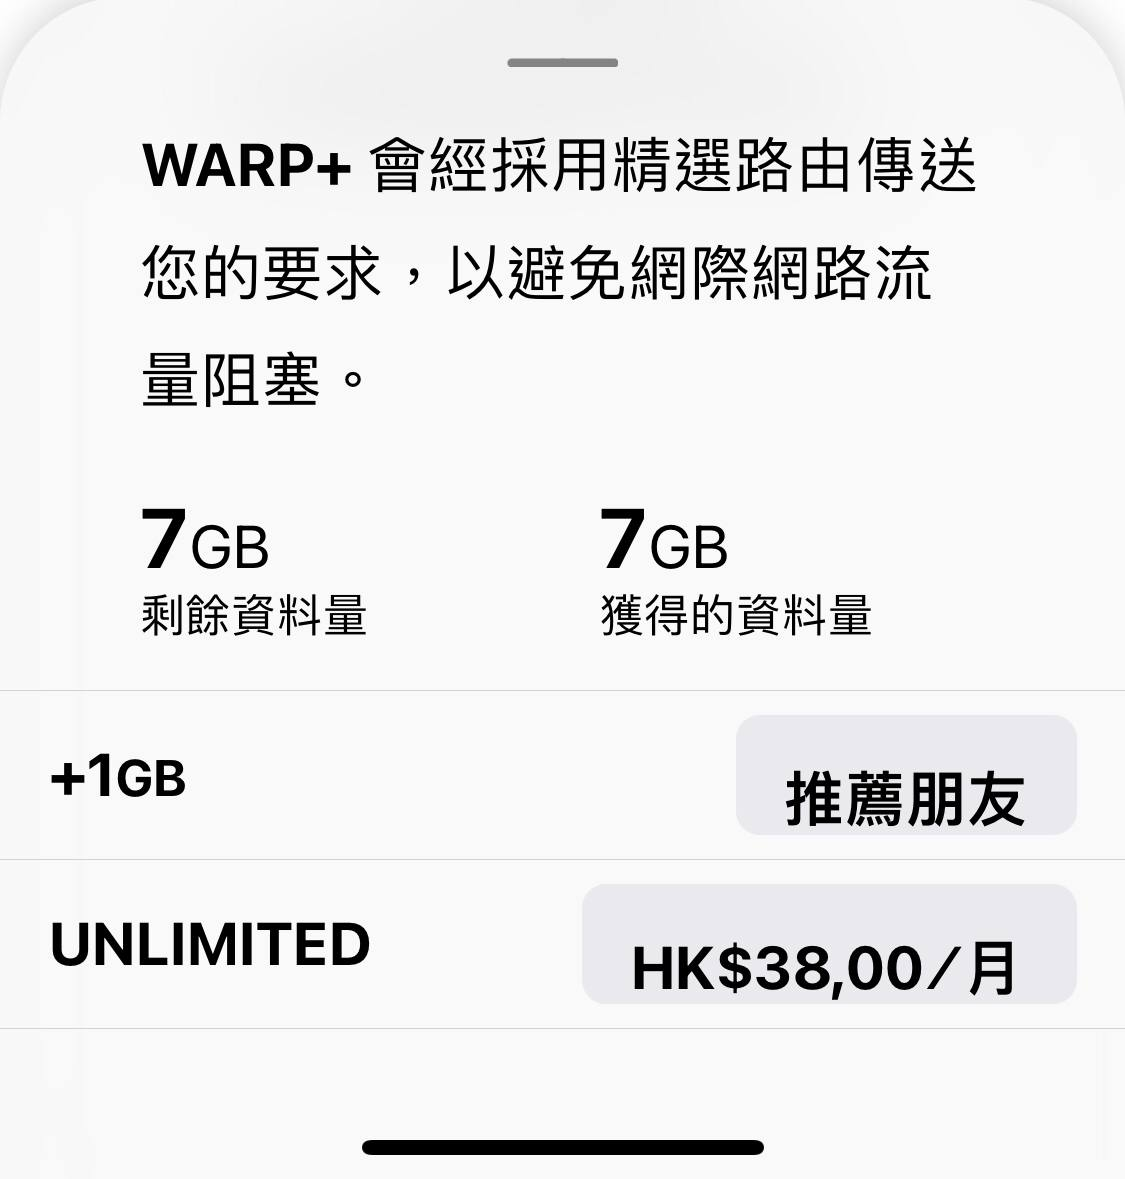 WARP+ 會經採用精選路由傳送
您的要求，以避免網際網路流
量阻塞。
7GB 7GB
剩餘資料量 獲得的資料量
+1GB 推薦朋友
UNLIMITED HK$38,00/月